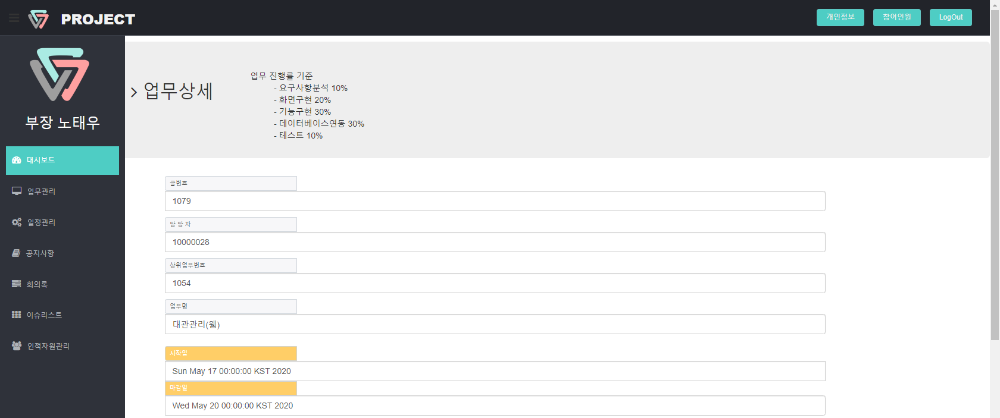 PROJECT
개인정보
참여인원
LogOut
부장 노태우
대시보드
업무관리
일정관리
공지사항
회의록
이슈리스트
인적자원관리
업무상세
업무 진행률 기준
- 요구사항분석 10%
- 화면구현 20%
- 기능구현 30%
- 데이터베이스연동 30%
- 테스트 10%
글번호
1079
담 당 자
10000028
상위업무번호
1054
업무명
대관관리(웹)
시작일
Sun May 17 00:00:00 KST 2020
마감일
Wed May 20 00:00:00 KST 2020